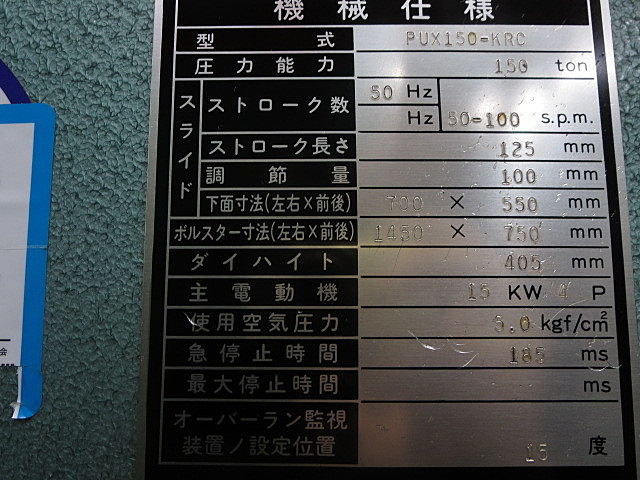 機械仕様
型式 PUX150-KRC
圧力能力 150 ton
スライド
ストローク数 50 Hz
Hz 50-100 s.p.m.
ストローク長さ 125 mm
調節量 100 mm
下面寸法(左右×前後) 700 × 550 mm
ボルスター寸法(左右×前後) 1450 × 750 mm
ダイハイト 405 mm
主電動機 15 KW 4 P
使用空気圧力 5.0 kgf/cm²
急停止時間 185 ms
最大停止時間 ms
オーバーラン監視
装置ノ設定位置 15 度
会